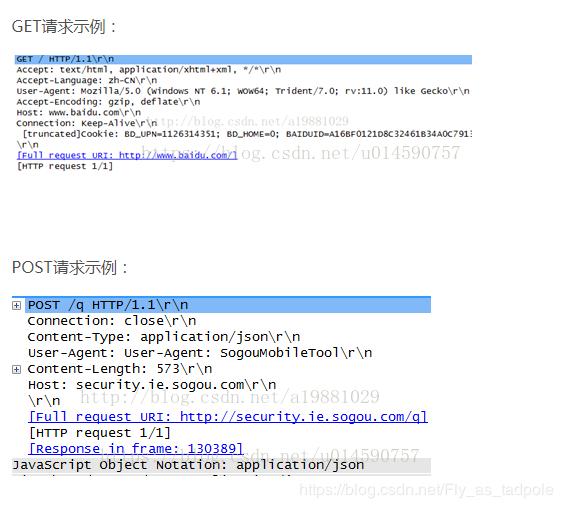 GET请求示例：
GET / HTTP/1.1\r\n
Accept: text/html, application/xhtml+xml, */*\r\n
Accept-Language: zh-CN\r\n
User-Agent: Mozilla/5.0 (Windows NT 6.1; WOW64; Trident/7.0; rv:11.0) like Gecko\r\n
Accept-Encoding: gzip, deflate\r\n
http://blog.csdn.net/a19881029
Host: www.baidu.com\r\n
Connection: Keep-Alive\r\n
[truncated]Cookie: BD_UPN=1126314351; BD_HOME=0; BAIDUID=A16BF0121D8C32461B34A0C791
\r\n
https://blog.csdn.net/u014590757
[Full request URI: http://www.baidu.com/]
[HTTP request 1/1]
POST请求示例：
POST /q HTTP/1.1\r\n
Connection: close\r\n
Content-Type: application/json\r\n
User-Agent: User-Agent: SogouMobileTool\r\n
Content-Length: 573\r\n
Host: security.ie.sogou.com\r\n
\r\n
http://blog.csdn.net/a19881029
[Full request URI: http://security.ie.sogou.com/q]
[HTTP request 1/1]
[Response in frame: 130389]
https://blog.csdn.net/u014590757
JavaScript Object Notation: application/json
https://blog.csdn.net/Fly_as_tadpole